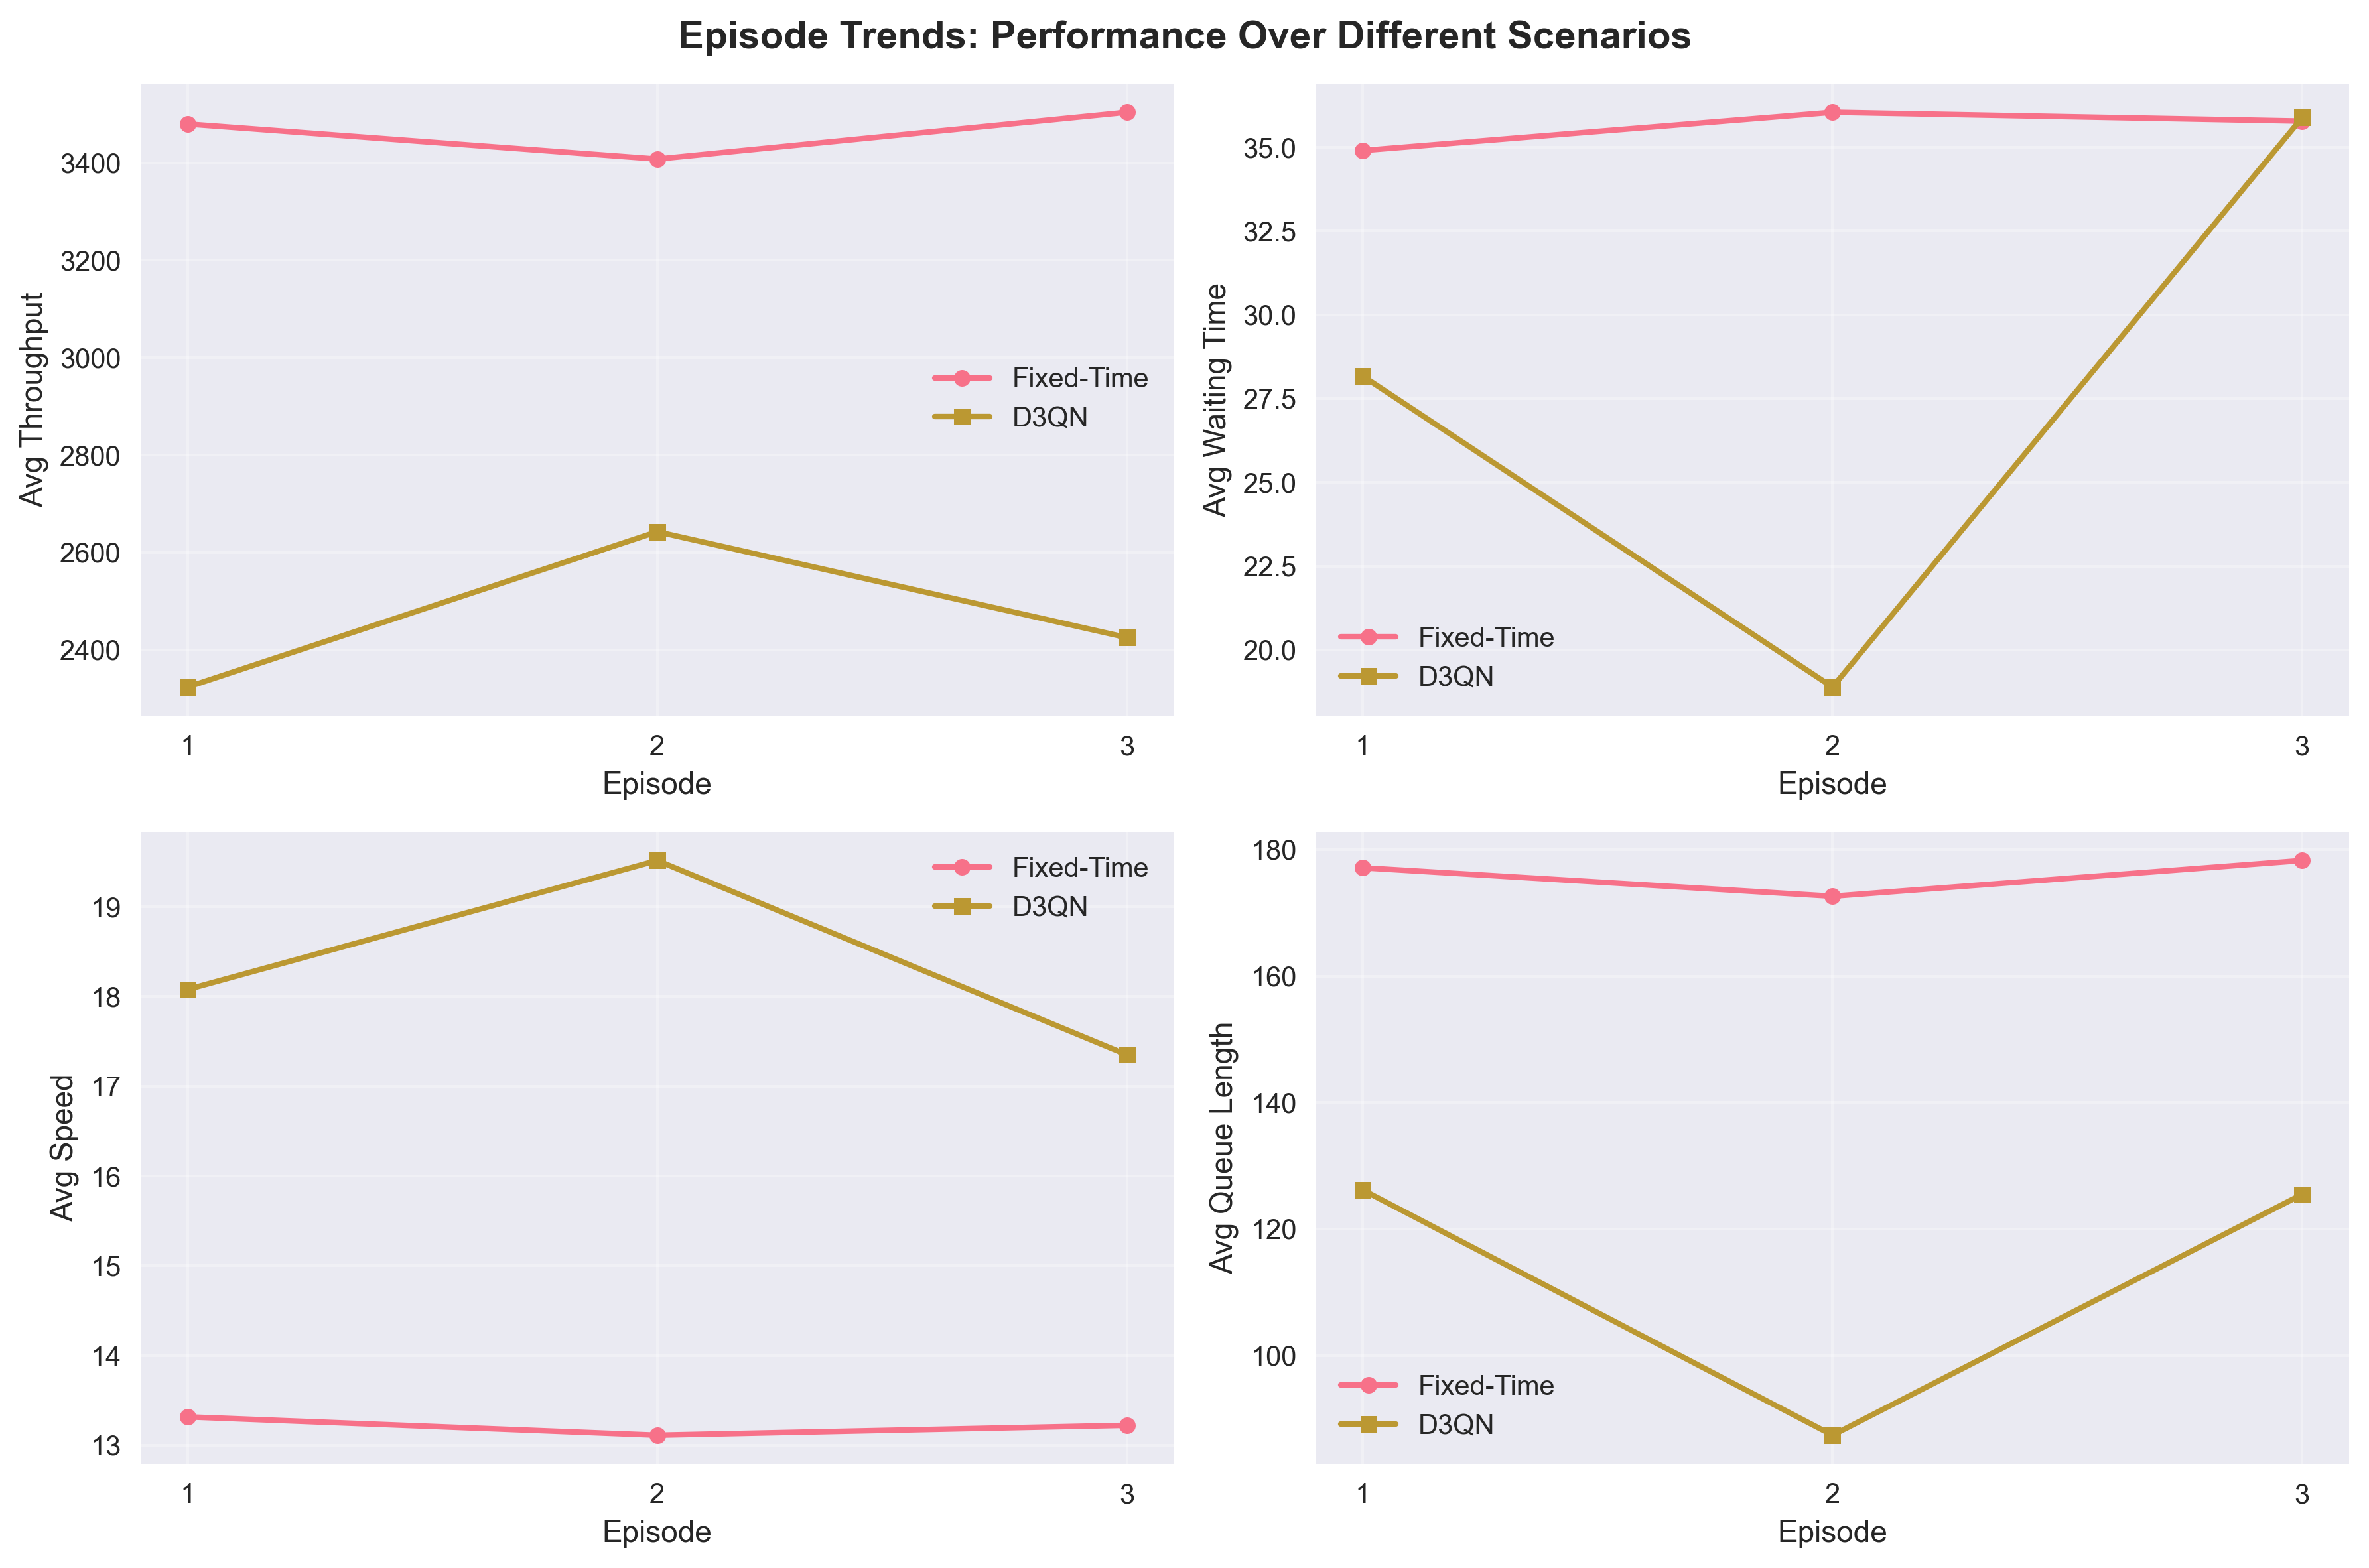 Episode Trends: Performance Over Different Scenarios
Avg Throughput
3400
3200
3000
2800
2600
2400
Fixed-Time
D3QN
1 2 3
Episode
Avg Waiting Time
35.0
32.5
30.0
27.5
25.0
22.5
20.0
Fixed-Time
D3QN
1 2 3
Episode
Avg Speed
19
18
17
16
15
14
13
Fixed-Time
D3QN
1 2 3
Episode
Avg Queue Length
180
160
140
120
100
Fixed-Time
D3QN
1 2 3
Episode